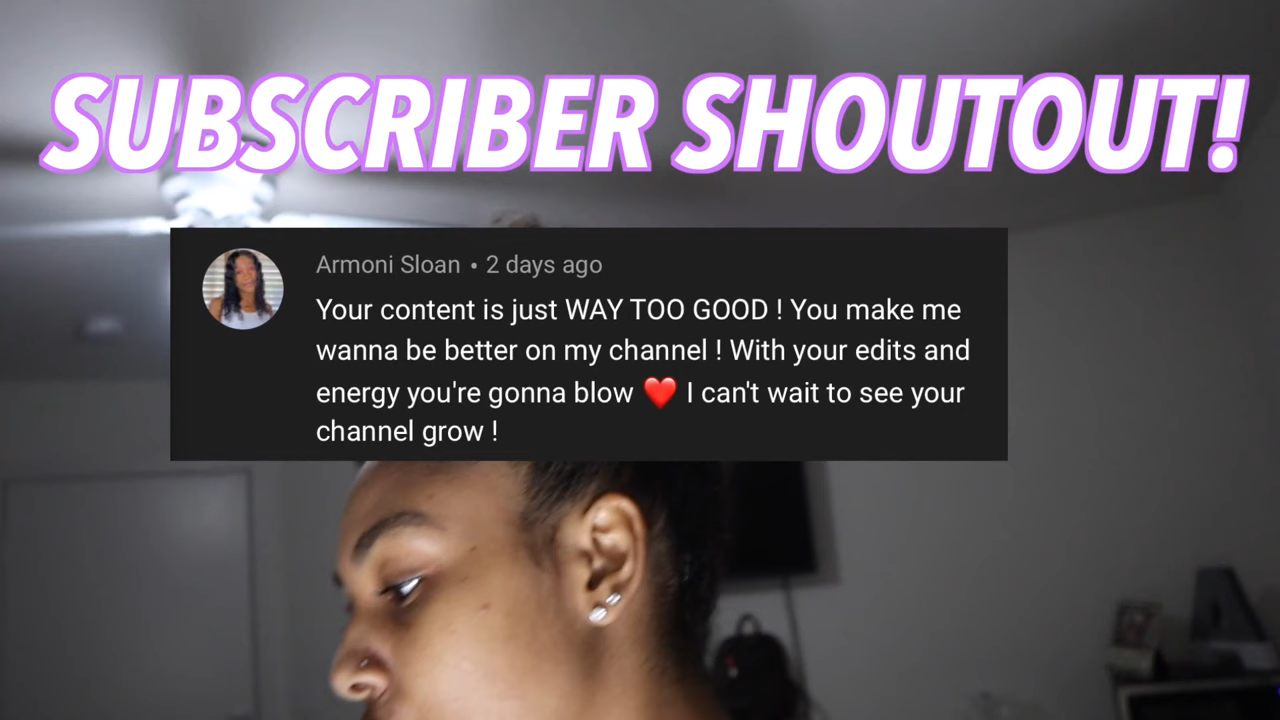 SUBSCRIBER SHOUTOUT!
Armoni Sloan • 2 days ago
Your content is just WAY TOO GOOD ! You make me
wanna be better on my channel ! With your edits and
energy you're gonna blow ❤️ I can't wait to see your
channel grow !